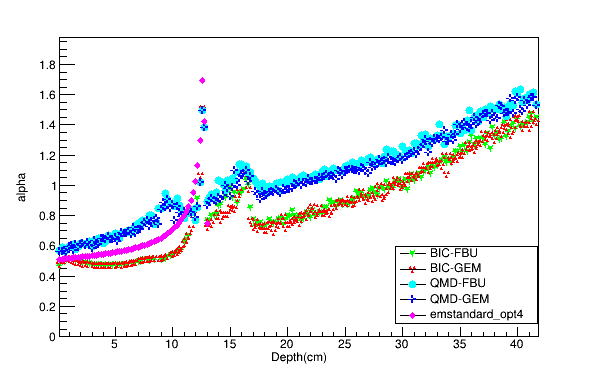 alpha
1.8
1.6
1.4
1.2
1
0.8
0.6
0.4
0.2
0
5 10 15 20 25 30 35 40
Depth(cm)
BIC-FBU
BIC-GEM
QMD-FBU
QMD-GEM
emstandard_opt4